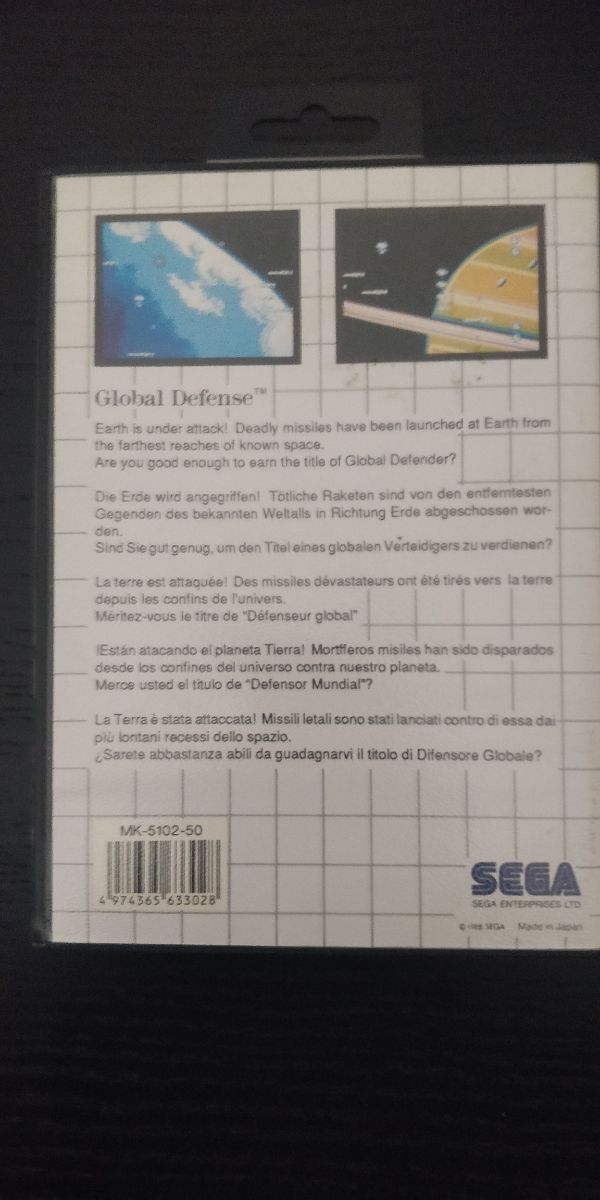 Global Defense™
Earth is under attack! Deadly missiles have been launched at Earth from
the farthest reaches of known space.
Are you good enough to earn the title of Global Defender?
Die Erde wird angegriffen! Tötliche Raketen sind von den entferntesten
Gegenden des bekannten Weltalls in Richtung Erde abgeschossen wor-
den.
Sind Sie gut genug, um den Titel eines globalen Verteidigers zu verdienen?
La terre est attaquée! Des missiles dévastateurs ont été tirés vers la terre
depuis les confins de l'univers.
Méritez-vous le titre de "Défenseur global"
!Están atacando el planeta Tierra! Mortfferos misiles han sido disparados
desde los confines del universo contra nuestro planeta.
Merce usted el titulo de "Defensor Mundial"?
La Terra è stata attaccata! Missili letali sono stati lanciati contro di essa dai
più lontani recessi dello spazio.
¿Sarete abbastanza abili da guadagnarvi il titolo di Difensore Globale?
MK-5102-50
4 974365 633028
SEGA
SEGA ENTERPRISES LTD.
© 1988 SEGA Made in Japan